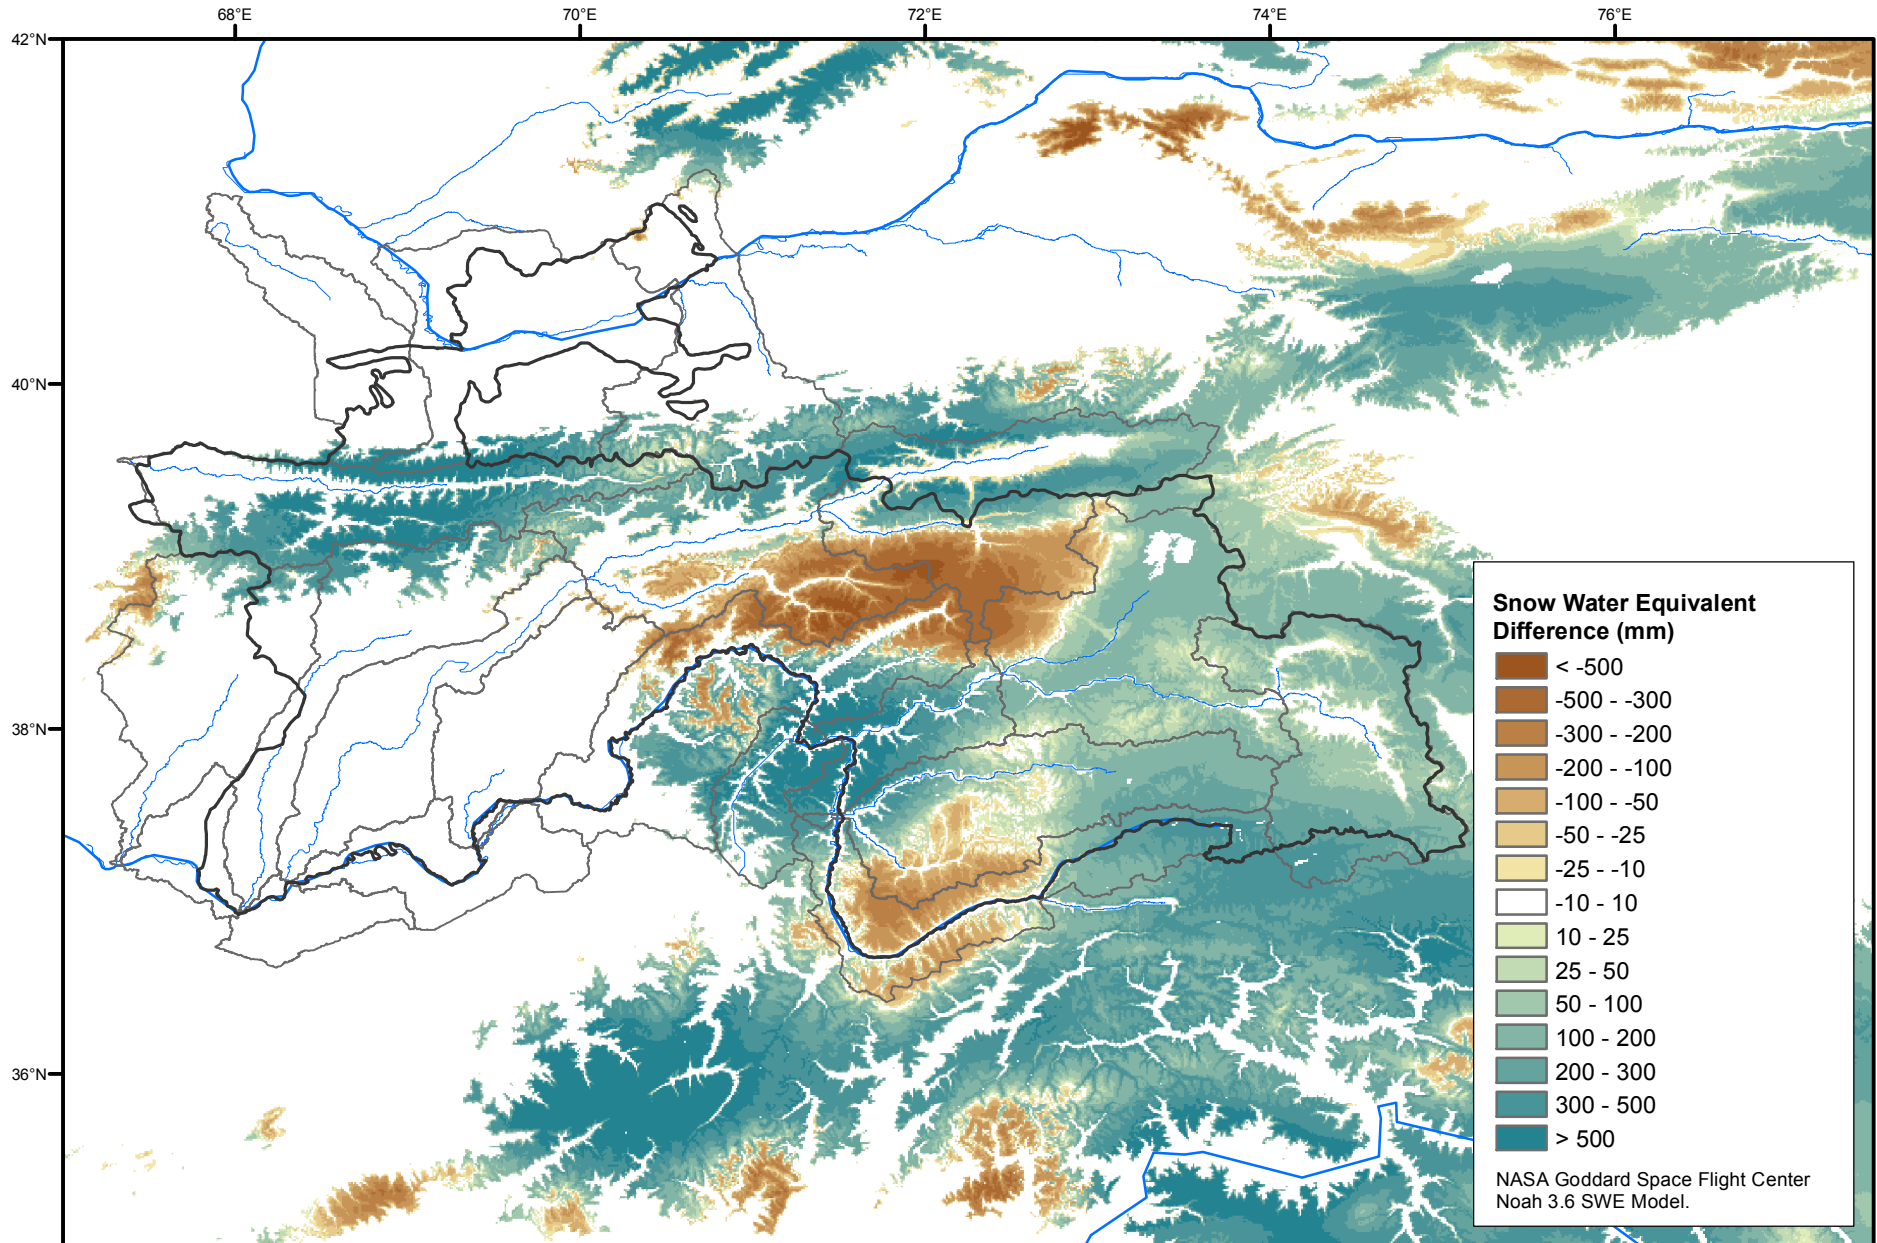 68°E 70°E 72°E 74°E 76°E
42°N
40°N
38°N
36°N
Snow Water Equivalent
Difference (mm)
< -500
-500 - -300
-300 - -200
-200 - -100
-100 - -50
-50 - -25
-25 - -10
-10 - 10
10 - 25
25 - 50
50 - 100
100 - 200
200 - 300
300 - 500
> 500
NASA Goddard Space Flight Center
Noah 3.6 SWE Model.